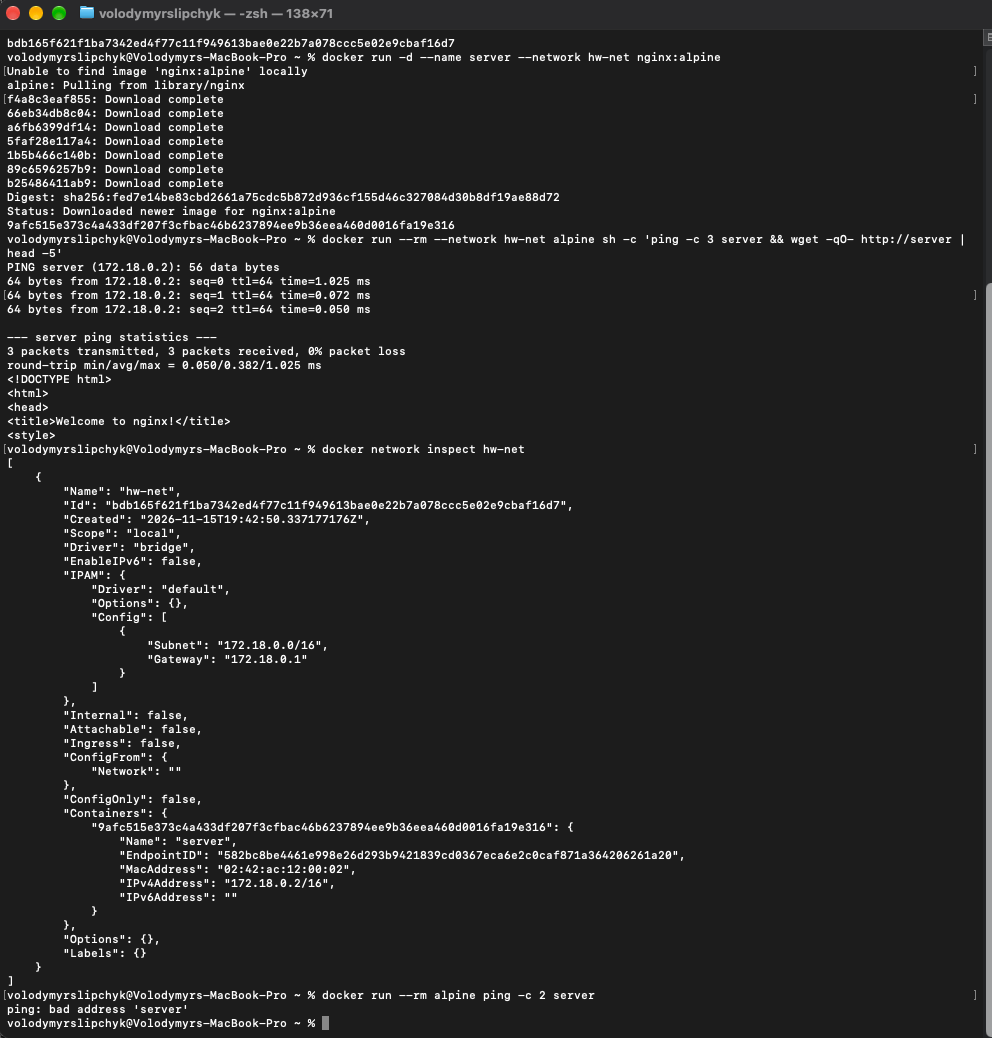 volodymyrslipchyk — -zsh — 138×71
bdb165f621f1ba7342ed4f77c11f949613bae0e22b7a078ccc5e02e9cbaf16d7
volodymyrslipchyk@Volodymyrs-MacBook-Pro ~ % docker run -d --name server --network hw-net nginx:alpine
[Unable to find image 'nginx:alpine' locally ]
alpine: Pulling from library/nginx
[f4a8c3eaf855: Download complete ]
66eb34db8c04: Download complete
a6fb6399df14: Download complete
5faf28e117a4: Download complete
1b5b466c140b: Download complete
89c6596257b9: Download complete
b25486411ab9: Download complete
Digest: sha256:fed7e14be83cbd2661a75cdc5b872d936cf155d46c327084d30b8df19ae88d72
Status: Downloaded newer image for nginx:alpine
9afc515e373c4a433df207f3cfbac46b6237894ee9b36eea460d0016fa19e316
volodymyrslipchyk@Volodymyrs-MacBook-Pro ~ % docker run --rm --network hw-net alpine sh -c 'ping -c 3 server && wget -qO- http://server |
head -5'
PING server (172.18.0.2): 56 data bytes
64 bytes from 172.18.0.2: seq=0 ttl=64 time=1.025 ms
[64 bytes from 172.18.0.2: seq=1 ttl=64 time=0.072 ms ]
64 bytes from 172.18.0.2: seq=2 ttl=64 time=0.050 ms
--- server ping statistics ---
3 packets transmitted, 3 packets received, 0% packet loss
round-trip min/avg/max = 0.050/0.382/1.025 ms
<!DOCTYPE html>
<html>
<head>
<title>Welcome to nginx!</title>
<style>
[volodymyrslipchyk@Volodymyrs-MacBook-Pro ~ % docker network inspect hw-net ]
[
    {
        "Name": "hw-net",
        "Id": "bdb165f621f1ba7342ed4f77c11f949613bae0e22b7a078ccc5e02e9cbaf16d7",
        "Created": "2026-11-15T19:42:50.337177176Z",
        "Scope": "local",
        "Driver": "bridge",
        "EnableIPv6": false,
        "IPAM": {
            "Driver": "default",
            "Options": {},
            "Config": [
                {
                    "Subnet": "172.18.0.0/16",
                    "Gateway": "172.18.0.1"
                }
            ]
        },
        "Internal": false,
        "Attachable": false,
        "Ingress": false,
        "ConfigFrom": {
            "Network": ""
        },
        "ConfigOnly": false,
        "Containers": {
            "9afc515e373c4a433df207f3cfbac46b6237894ee9b36eea460d0016fa19e316": {
                "Name": "server",
                "EndpointID": "582bc8be4461e998e26d293b9421839cd0367eca6e2c0caf871a364206261a20",
                "MacAddress": "02:42:ac:12:00:02",
                "IPv4Address": "172.18.0.2/16",
                "IPv6Address": ""
            }
        },
        "Options": {},
        "Labels": {}
    }
]
[volodymyrslipchyk@Volodymyrs-MacBook-Pro ~ % docker run --rm alpine ping -c 2 server ]
ping: bad address 'server'
volodymyrslipchyk@Volodymyrs-MacBook-Pro ~ %